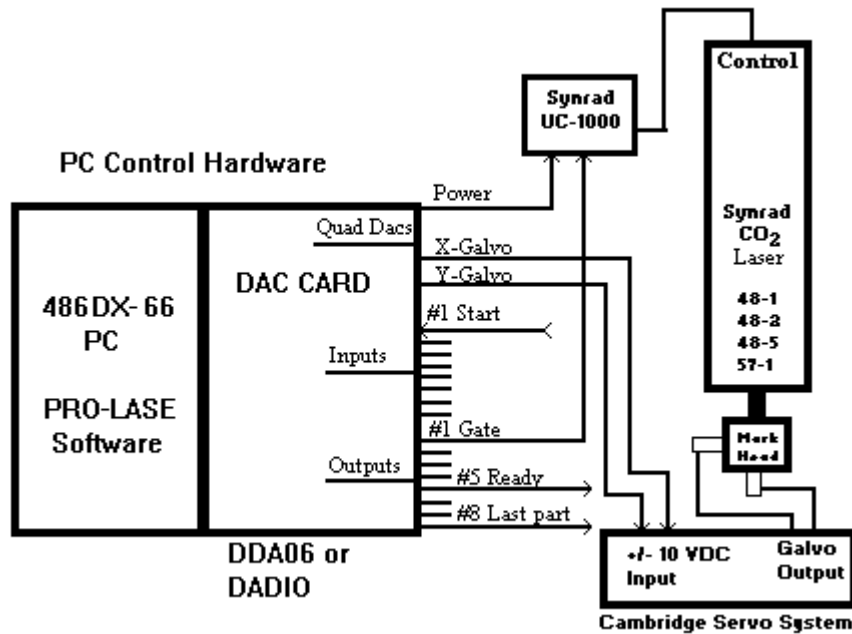 Control
Synrad
UC-1000
PC Control Hardware
Power
Quad Dacs
X-Galvo
Y-Galvo
DAC CARD
486DX-66
PC
#1 Start
Inputs
PRO-LASE
Software
#1 Gate
Outputs
#5 Ready
#8 Last part
DDA06 or
DADIO
Synrad
CO2
Laser
48-1
48-2
48-5
57-1
Mark
Head
+/- 10 VDC
Input
Galvo
Output
Cambridge Servo System